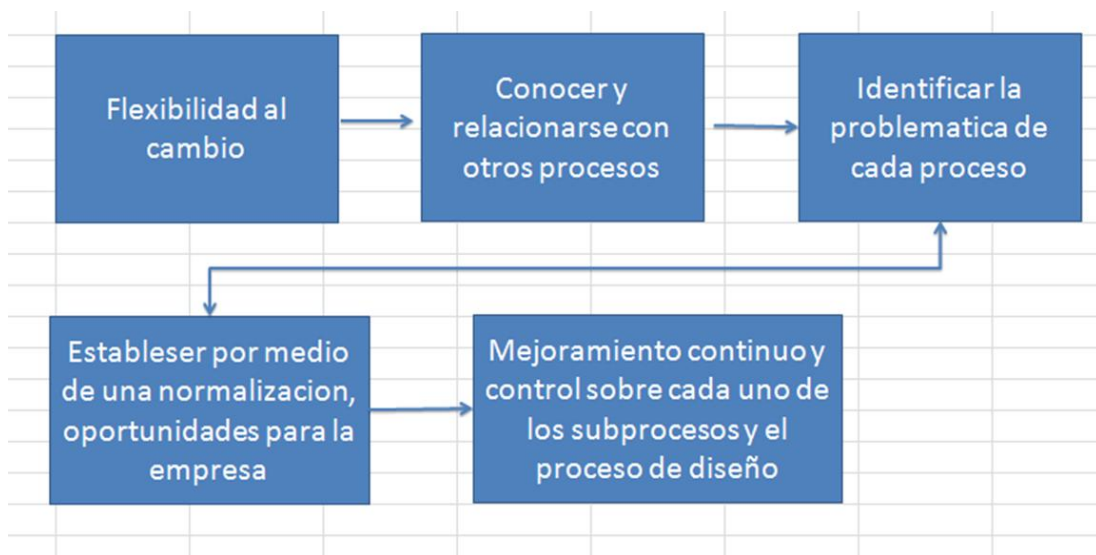 Flexibilidad al
cambio
Conocer y
relacionarse con
otros procesos
Identificar la
problematica de
cada proceso
Estableser por medio
de una normalizacion,
oportunidades para la
empresa
Mejoramiento continuo y
control sobre cada uno de
los subprocesos y el
proceso de diseño